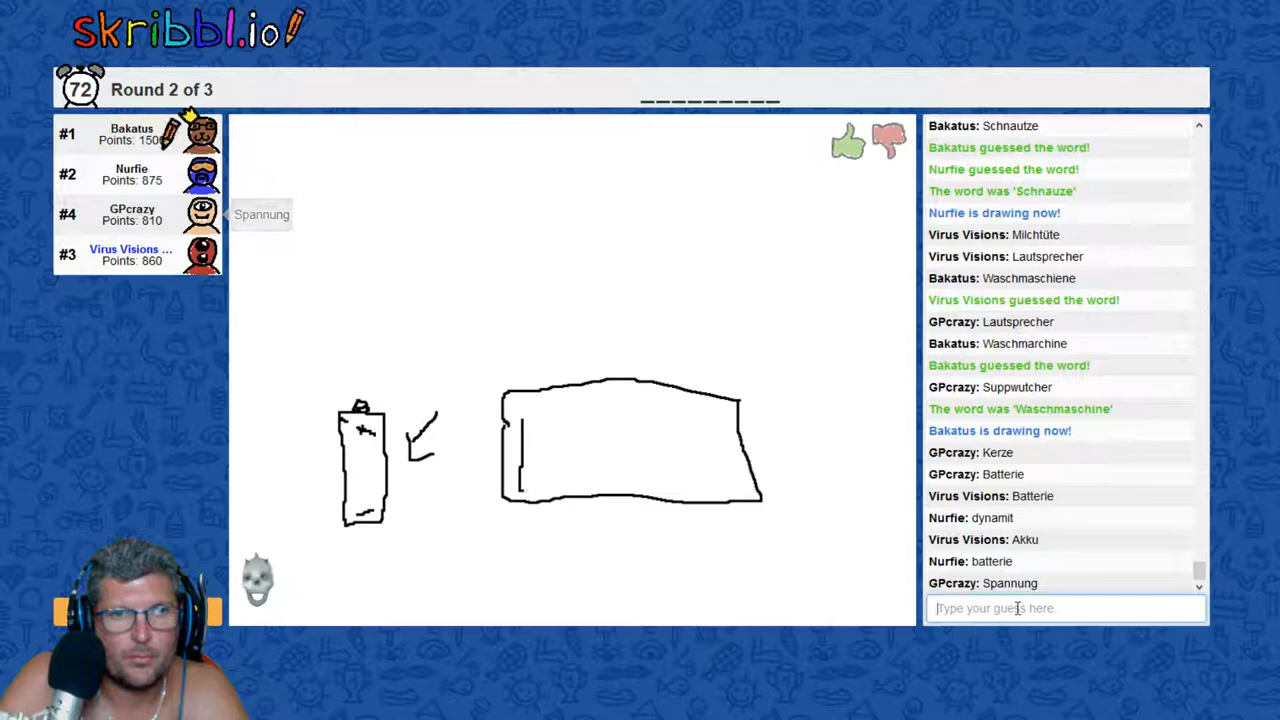 skribbl.io
72
Round 2 of 3
_________
#1
Bakatus
Points: 1500
#2
Nurfie
Points: 875
#4
GPcrazy
Points: 810
Spannung
#3
Virus Visions ...
Points: 860
Bakatus: Schnautze
Bakatus guessed the word!
Nurfie guessed the word!
The word was 'Schnauze'
Nurfie is drawing now!
Virus Visions: Milchtüte
Virus Visions: Lautsprecher
Bakatus: Waschmaschiene
Virus Visions guessed the word!
GPcrazy: Lautsprecher
Bakatus: Waschmarchine
Bakatus guessed the word!
GPcrazy: Suppwutcher
The word was 'Waschmaschine'
Bakatus is drawing now!
GPcrazy: Kerze
GPcrazy: Batterie
Virus Visions: Batterie
Nurfie: dynamit
Virus Visions: Akku
Nurfie: batterie
GPcrazy: Spannung
Type your guess here...